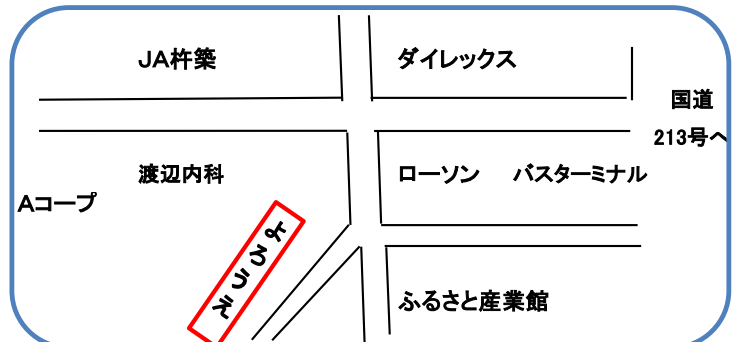 JA杵築
ダイレックス
国道
213号へ
渡辺内科
ローソン
バスターミナル
Aコープ
よろうえ
ふるさと産業館